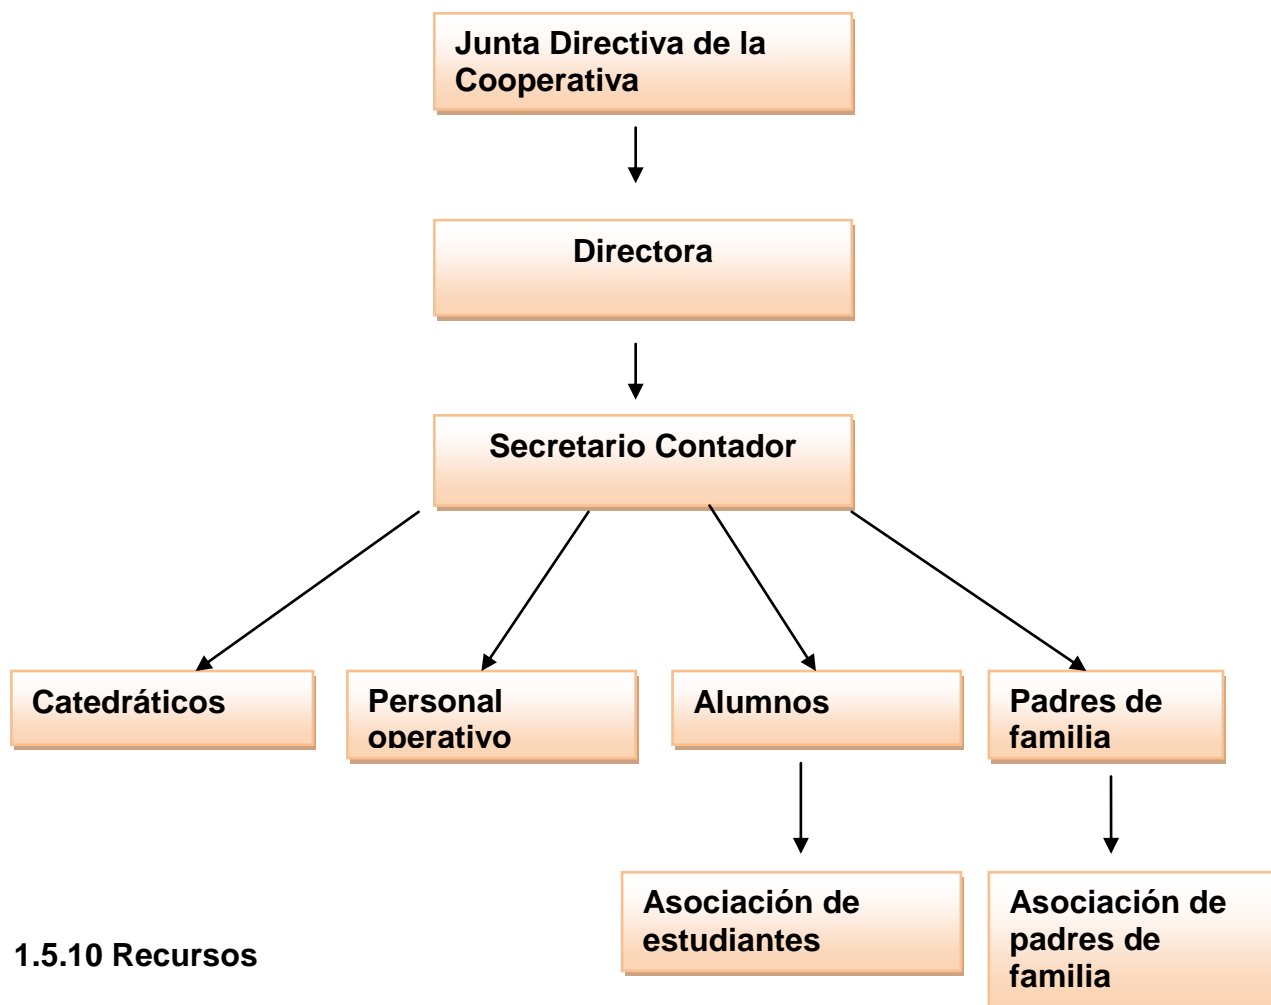 Junta Directiva de la
Cooperativa
Directora
Secretario Contador
Catedráticos
Personal
operativo
Alumnos
Padres de
familia
Asociación de
estudiantes
Asociación de
padres de
familia
1.5.10 Recursos